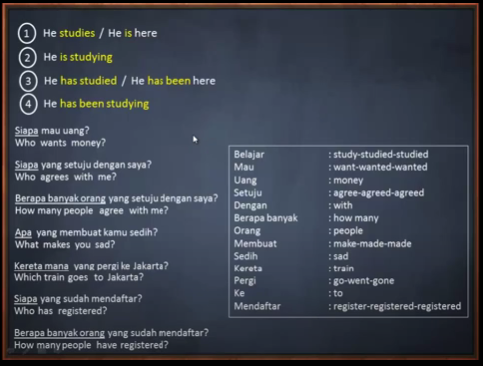 1 He studies / He is here
2 He is studying
3 He has studied / He has been here
4 He has been studying
Siapa mau uang?
Who wants money?
Siapa yang setuju dengan saya?
Who agrees with me?
Berapa banyak orang yang setuju dengan saya?
How many people agree with me?
Apa yang membuat kamu sedih?
What makes you sad?
Kereta mana yang pergi ke Jakarta?
Which train goes to Jakarta?
Siapa yang sudah mendaftar?
Who has registered?
Berapa banyak orang yang sudah mendaftar?
How many people have registered?
Belajar : study-studied-studied
Mau : want-wanted-wanted
Uang : money
Setuju : agree-agreed-agreed
Dengan : with
Berapa banyak : how many
Orang : people
Membuat : make-made-made
Sedih : sad
Kereta : train
Pergi : go-went-gone
Ke : to
Mendaftar : register-registered-registered